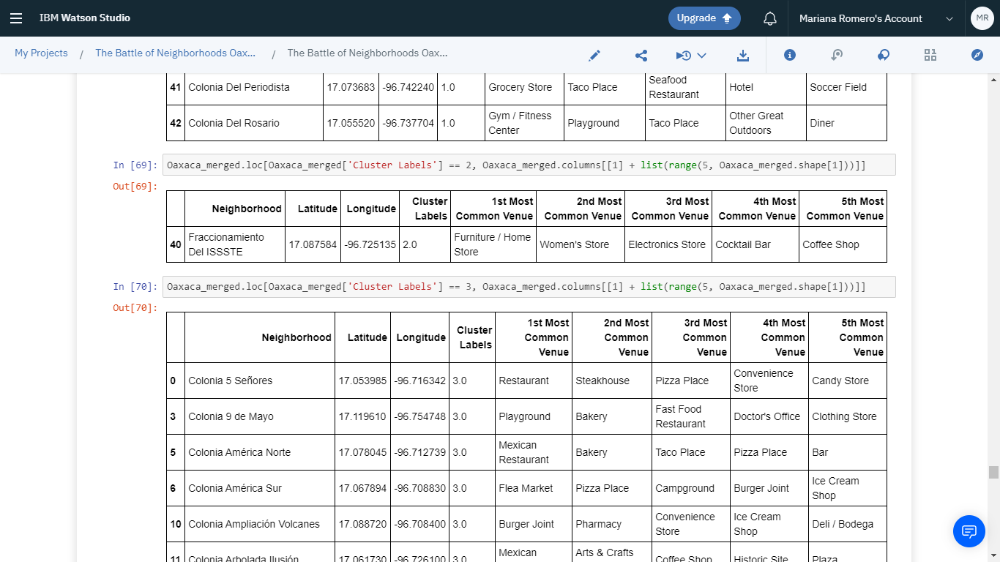 IBM Watson Studio
Upgrade
Mariana Romero's Account
MR
My Projects / The Battle of Neighborhoods Oax... / The Battle of Neighborhoods Oax...
41 Colonia Del Periodista 17.073683 -96.742240 1.0 Grocery Store Taco Place Seafood Restaurant Hotel Soccer Field
42 Colonia Del Rosario 17.055520 -96.737704 1.0 Gym / Fitness Center Playground Taco Place Other Great Outdoors Diner
In [69]: Oaxaca_merged.loc[Oaxaca_merged['Cluster Labels'] == 2, Oaxaca_merged.columns[[1] + list(range(5, Oaxaca_merged.shape[1]))]]
Out[69]:
Neighborhood Latitude Longitude Cluster Labels 1st Most Common Venue 2nd Most Common Venue 3rd Most Common Venue 4th Most Common Venue 5th Most Common Venue
40 Fraccionamiento Del ISSSTE 17.087584 -96.725135 2.0 Furniture / Home Store Women's Store Electronics Store Cocktail Bar Coffee Shop
In [70]: Oaxaca_merged.loc[Oaxaca_merged['Cluster Labels'] == 3, Oaxaca_merged.columns[[1] + list(range(5, Oaxaca_merged.shape[1]))]]
Out[70]:
Neighborhood Latitude Longitude Cluster Labels 1st Most Common Venue 2nd Most Common Venue 3rd Most Common Venue 4th Most Common Venue 5th Most Common Venue
0 Colonia 5 Señores 17.053985 -96.716342 3.0 Restaurant Steakhouse Pizza Place Convenience Store Candy Store
3 Colonia 9 de Mayo 17.119610 -96.754748 3.0 Playground Bakery Fast Food Restaurant Doctor's Office Clothing Store
5 Colonia América Norte 17.078045 -96.712739 3.0 Mexican Restaurant Bakery Taco Place Pizza Place Bar
6 Colonia América Sur 17.067894 -96.708830 3.0 Flea Market Pizza Place Campground Burger Joint Ice Cream Shop
10 Colonia Ampliación Volcanes 17.088720 -96.708400 3.0 Burger Joint Pharmacy Convenience Store Ice Cream Shop Deli / Bodega
11 Colonia Arbolada Ilusión 17.061730 -96.726100 3.0 Mexican Arts & Crafts Coffee Shop Historic Site Plaza